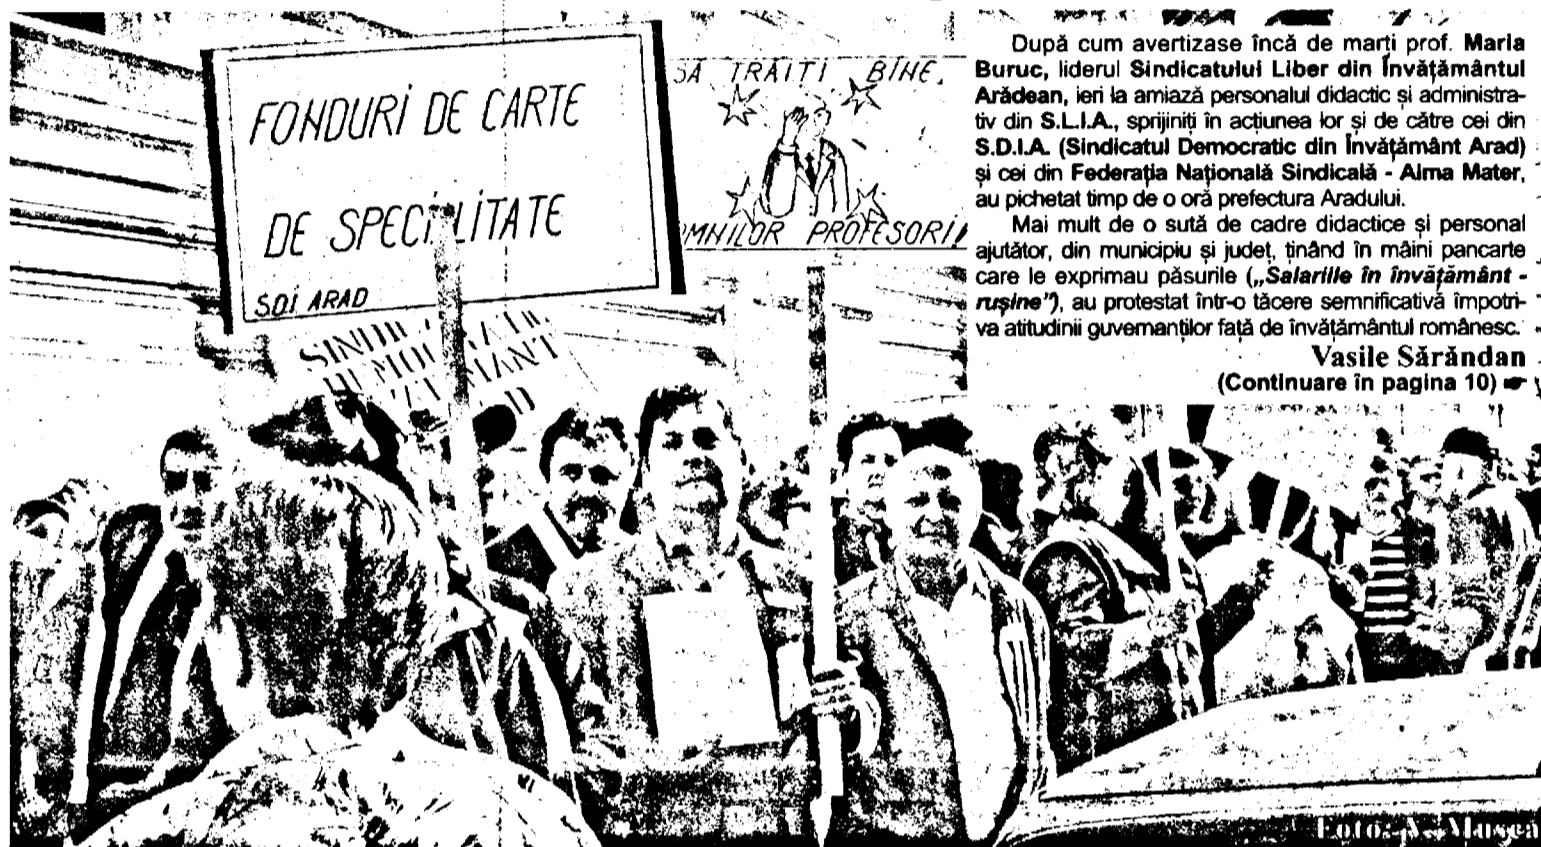 FONDURI DE CARTE
DE SPECIALITATE
SDI ARAD
SĂ TRĂIȚI BINE,
OMNILOR PROFESORI!
După cum avertizase încă de marți prof. Maria
Buruc, liderul Sindicatului Liber din Învățământul
Arădean, ieri la amiază personalul didactic și administra-
tiv din S.L.I.A., sprijiniți în acțiunea lor și de către cei din
S.D.I.A. (Sindicatul Democratic din Învățământ Arad)
și cei din Federația Națională Sindicală - Alma Mater,
au pichetat timp de o oră prefectura Aradului.
Mai mult de o sută de cadre didactice și personal
ajutător, din municipiu și județ, ținând în mâini pancarte
care le exprimau păsurile („Salariile în învățământ -
rușine”), au protestat într-o tăcere semnificativă împotri-
va atitudinii guvernanților față de învățământul românesc.
Vasile Sărăndan
(Continuare în pagina 10)
Foto: A. Mușca